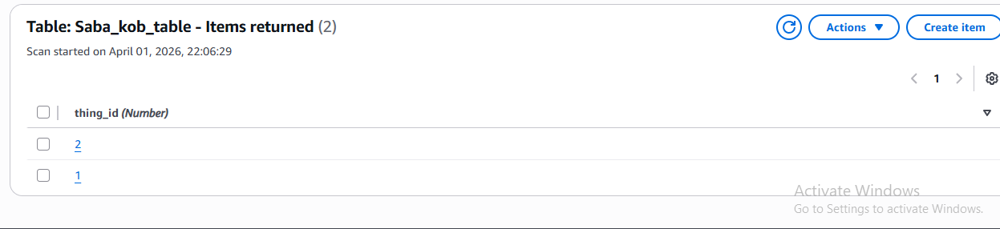 Table: Saba_kob_table - Items returned (2)
Actions
Create item
Scan started on April 01, 2026, 22:06:29
1
thing_id (Number)
2
1
Activate Windows
Go to Settings to activate Windows.